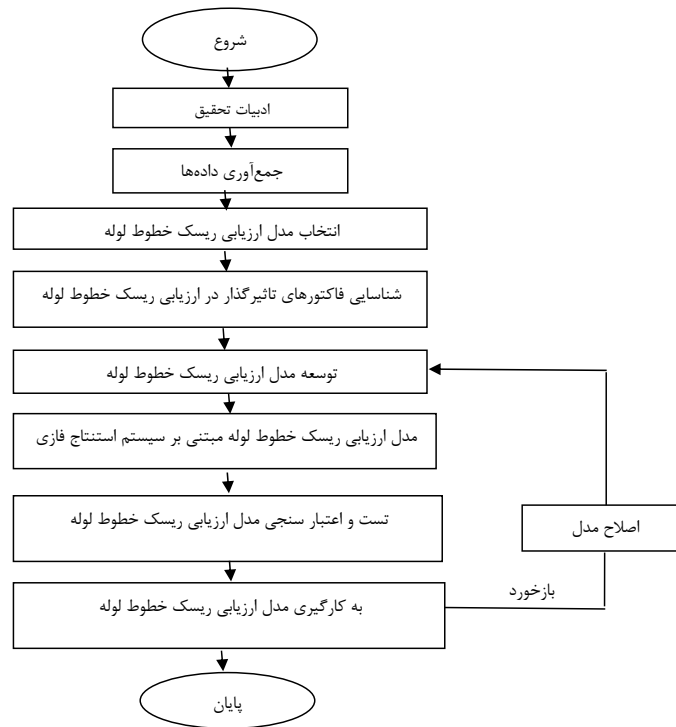 شروع
ادبیات تحقیق
جمع‌آوری داده‌ها
انتخاب مدل ارزیابی ریسک خطوط لوله
شناسایی فاکتورهای تاثیرگذار در ارزیابی ریسک خطوط لوله
توسعه مدل ارزیابی ریسک خطوط لوله
مدل ارزیابی ریسک خطوط لوله مبتنی بر سیستم استنتاج فازی
تست و اعتبار سنجی مدل ارزیابی ریسک خطوط لوله
اصلاح مدل
بازخورد
به کارگیری مدل ارزیابی ریسک خطوط لوله
پایان